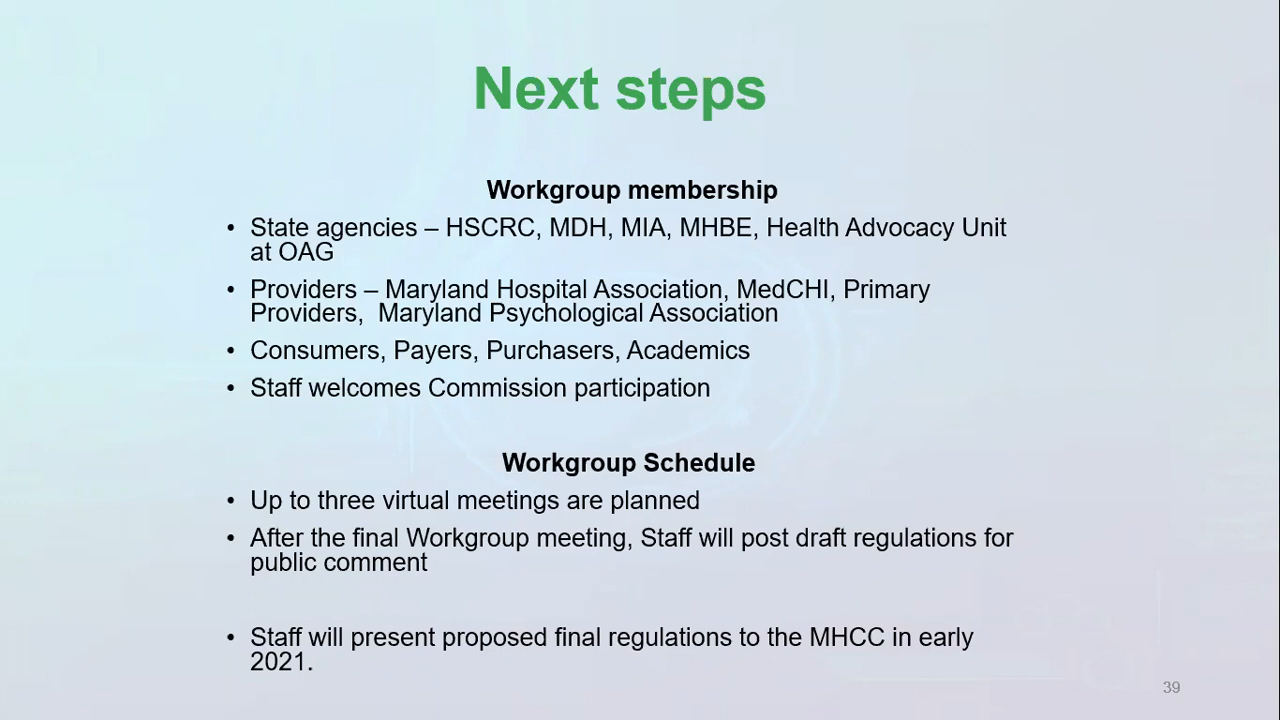 Next steps
Workgroup membership
• State agencies – HSCRC, MDH, MIA, MHBE, Health Advocacy Unit
at OAG
• Providers – Maryland Hospital Association, MedCHI, Primary
Providers,  Maryland Psychological Association
• Consumers, Payers, Purchasers, Academics
• Staff welcomes Commission participation
Workgroup Schedule
• Up to three virtual meetings are planned
• After the final Workgroup meeting, Staff will post draft regulations for
public comment
• Staff will present proposed final regulations to the MHCC in early
2021.
39